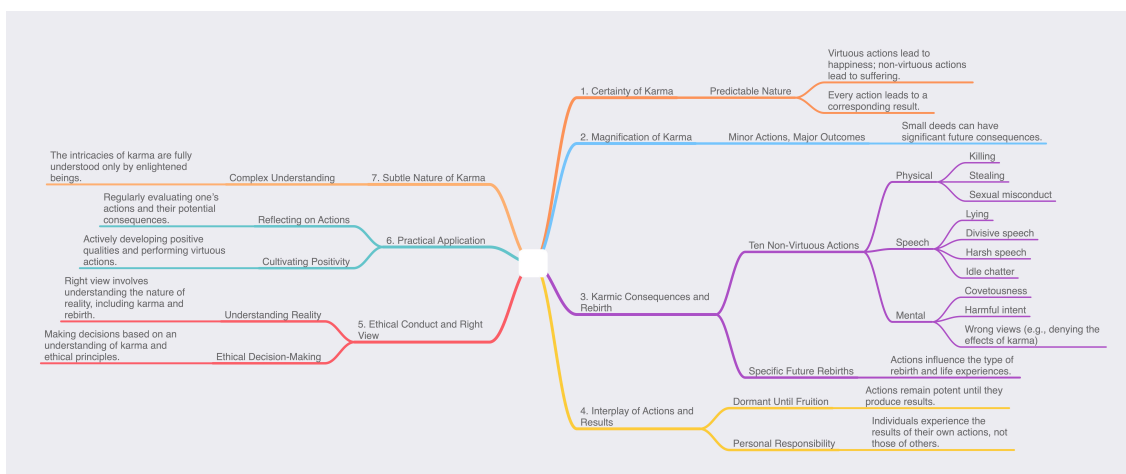 1. Certainty of Karma
Predictable Nature
Virtuous actions lead to
happiness; non-virtuous actions
lead to suffering.
Every action leads to a
corresponding result.
2. Magnification of Karma
Minor Actions, Major Outcomes
Small deeds can have
significant future consequences.
3. Karmic Consequences and
Rebirth
Ten Non-Virtuous Actions
Physical
Killing
Stealing
Sexual misconduct
Speech
Lying
Divisive speech
Harsh speech
Idle chatter
Mental
Covetousness
Harmful intent
Wrong views (e.g., denying the
effects of karma)
Specific Future Rebirths
Actions influence the type of
rebirth and life experiences.
4. Interplay of Actions and
Results
Dormant Until Fruition
Actions remain potent until they
produce results.
Personal Responsibility
Individuals experience the
results of their own actions, not
those of others.
5. Ethical Conduct and Right
View
Understanding Reality
Right view involves
understanding the nature of
reality, including karma and
rebirth.
Ethical Decision-Making
Making decisions based on an
understanding of karma and
ethical principles.
6. Practical Application
Reflecting on Actions
Regularly evaluating one’s
actions and their potential
consequences.
Cultivating Positivity
Actively developing positive
qualities and performing virtuous
actions.
7. Subtle Nature of Karma
Complex Understanding
The intricacies of karma are fully
understood only by enlightened
beings.